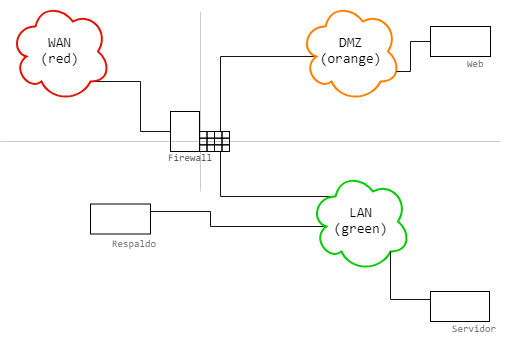 WAN
(red)
DMZ
(orange)
Web
Firewall
LAN
(green)
Respaldo
Servidor